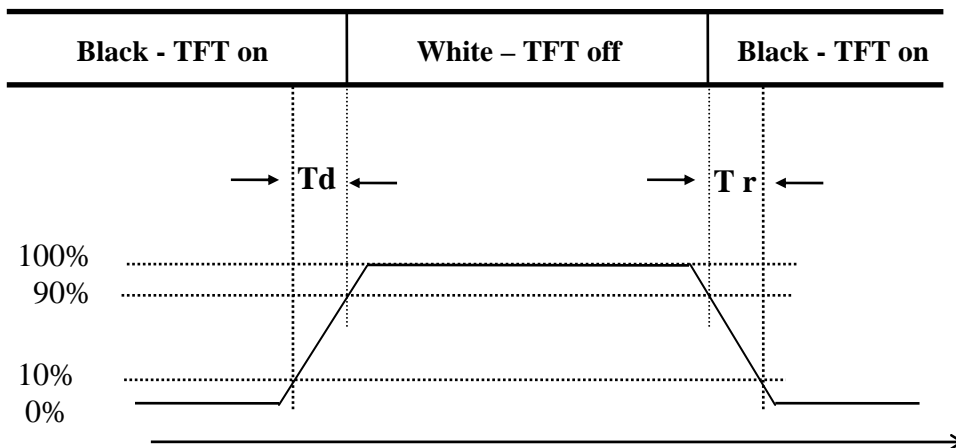 Black - TFT on White – TFT off Black - TFT on
Td T r
100%
90%
10%
0%